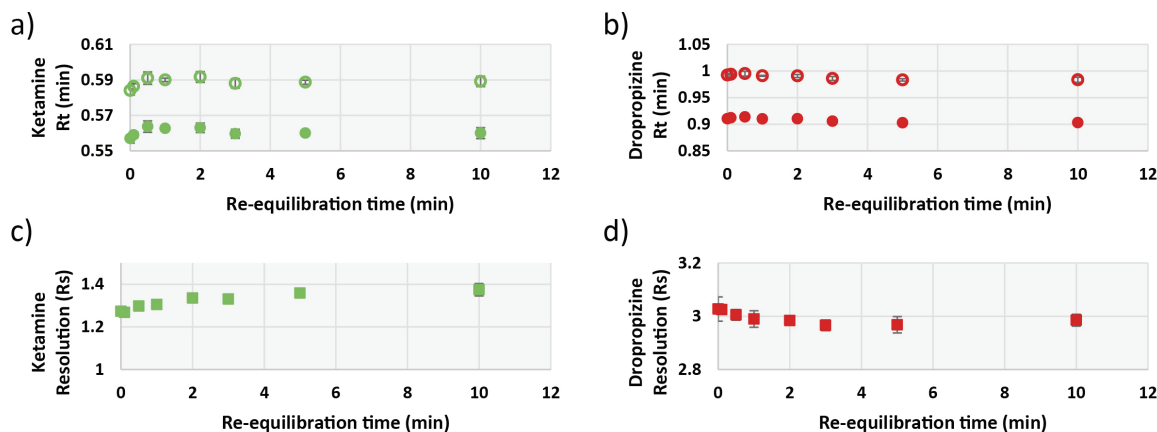 a)
Ketamine
Rt (min)
0.61
0.59
0.57
0.55
0 2 4 6 8 10 12
Re-equilibration time (min)
b)
Dropropizine
Rt (min)
1.05
1
0.95
0.9
0.85
0 2 4 6 8 10 12
Re-equilibration time (min)
c)
Ketamine
Resolution (Rs)
1.4
1.2
1
0 2 4 6 8 10 12
Re-equilibration time (min)
d)
Dropropizine
Resolution (Rs)
3.2
3
2.8
0 2 4 6 8 10 12
Re-equilibration time (min)